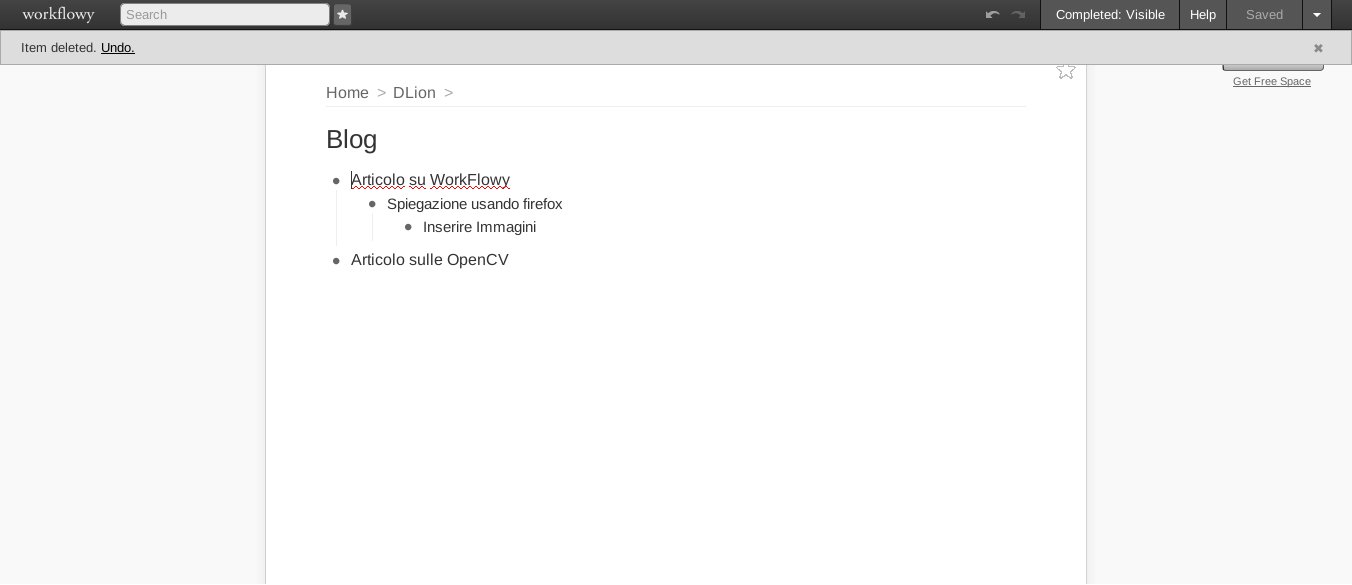 workflowy Search Completed: Visible Help Saved
Item deleted. Undo.
Get Free Space
Home > DLion >
Blog
Articolo su WorkFlowy
Spiegazione usando firefox
Inserire Immagini
Articolo sulle OpenCV